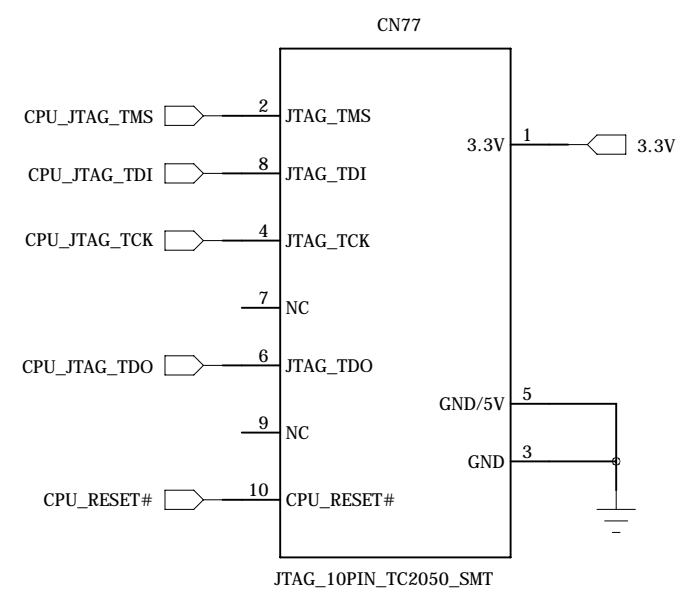 CN77
CPU_JTAG_TMS 2 JTAG_TMS
3.3V 1 3.3V
CPU_JTAG_TDI 8 JTAG_TDI
CPU_JTAG_TCK 4 JTAG_TCK
7 NC
CPU_JTAG_TDO 6 JTAG_TDO
GND/5V 5
9 NC
GND 3
CPU_RESET# 10 CPU_RESET#
JTAG_10PIN_TC2050_SMT